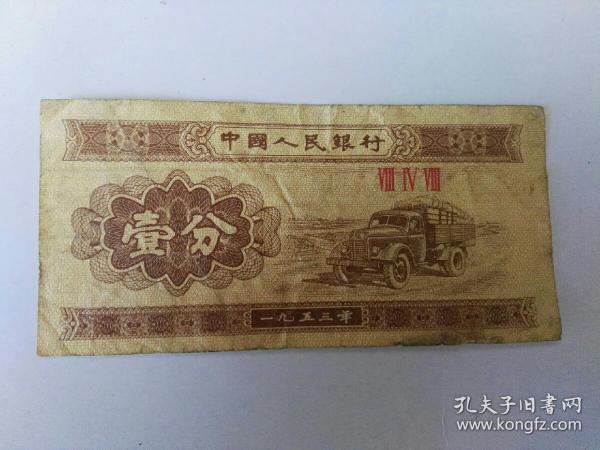 中國人民銀行
VIII IV VIII
壹分
一九五三年
孔夫子旧書网
www.kongfz.com